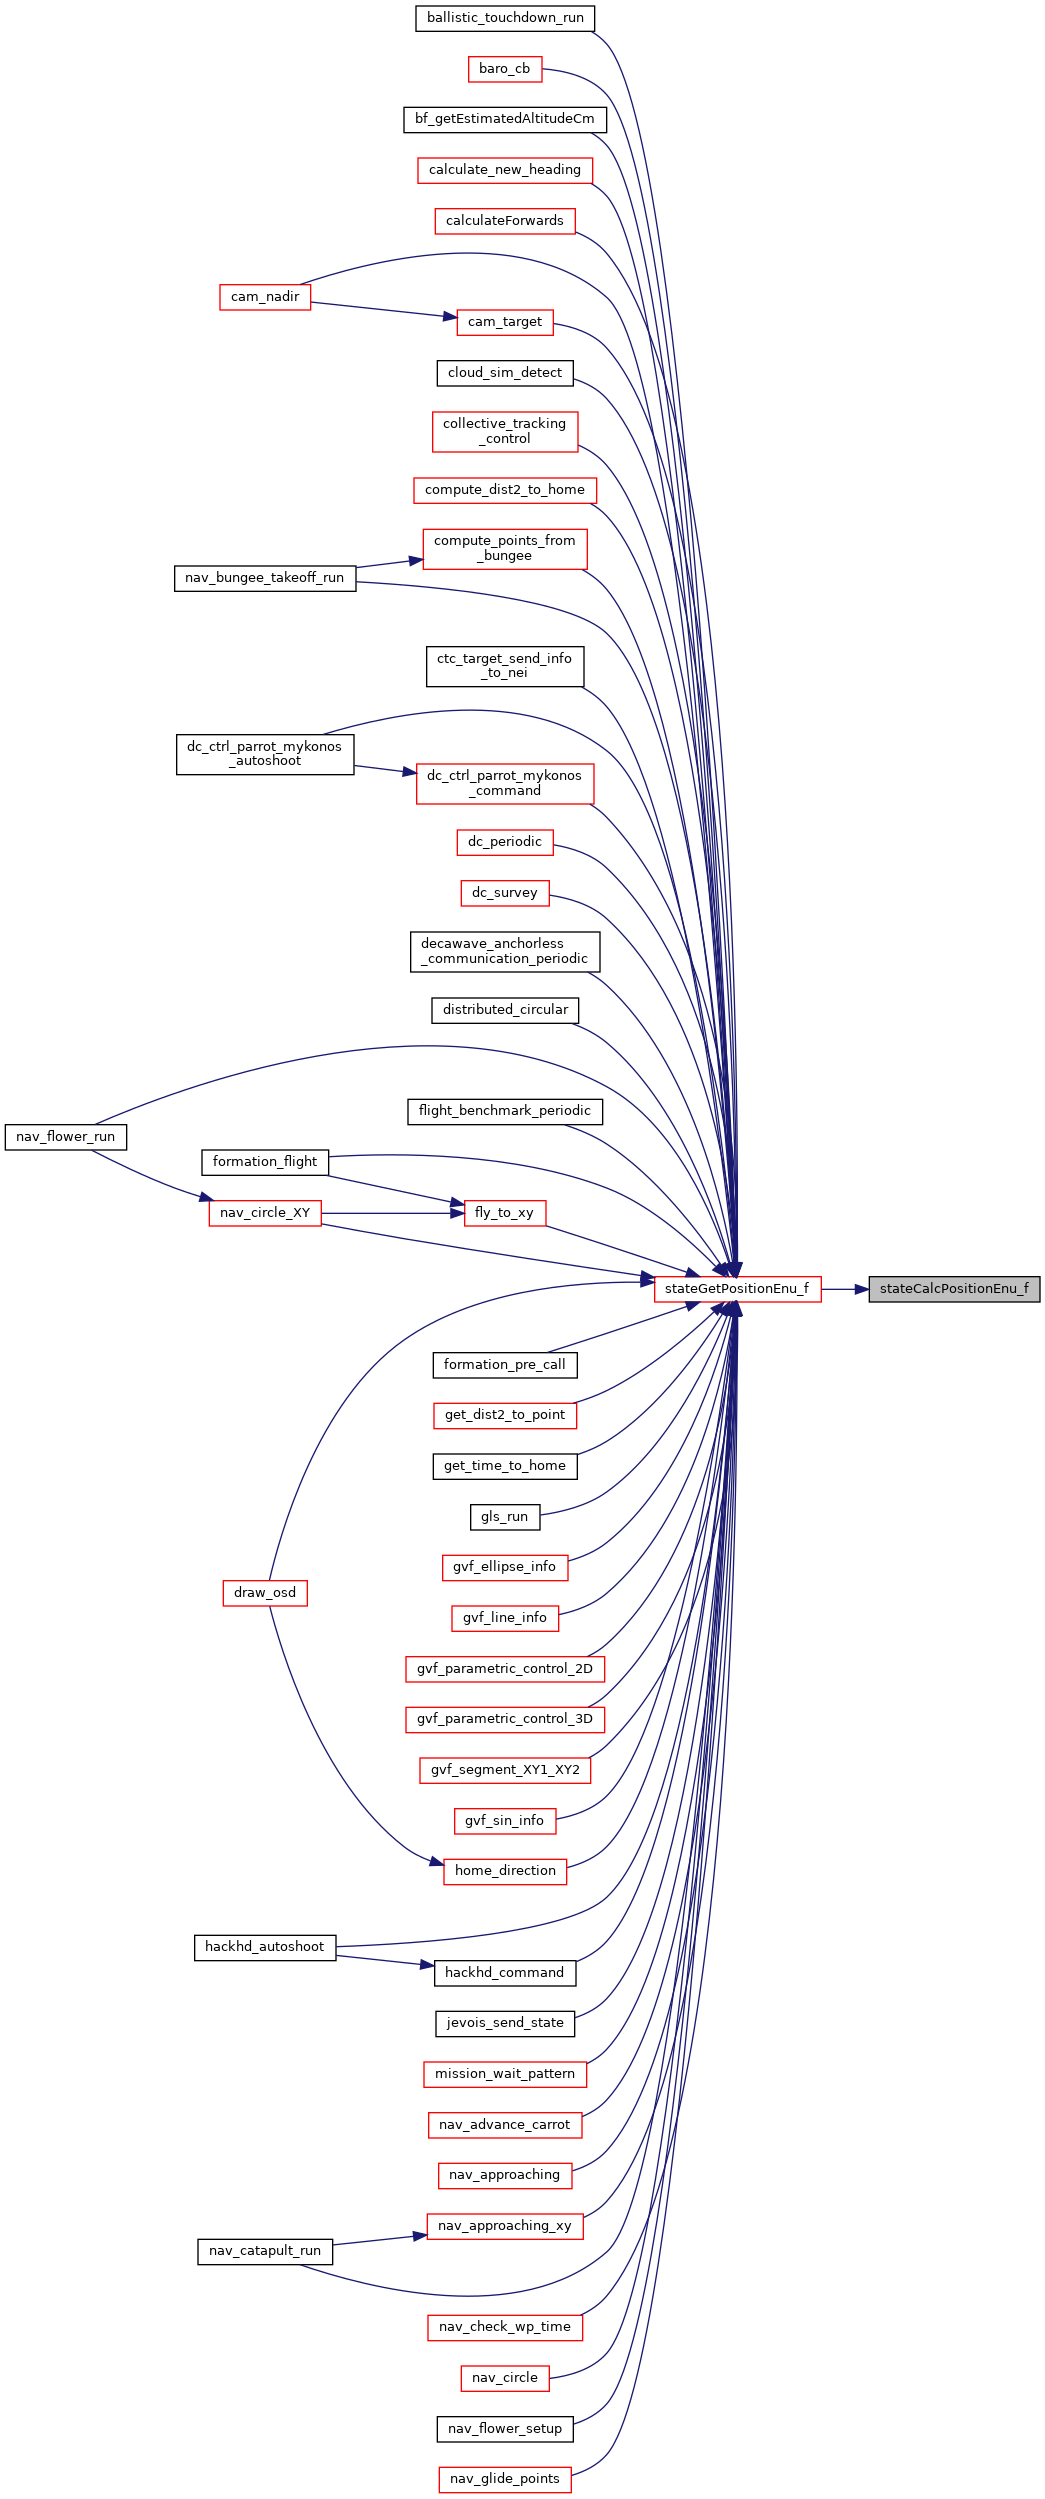 ballistic_touchdown_run
baro_cb
bf_getEstimatedAltitudeCm
calculate_new_heading
calculateForwards
cam_nadir
cam_target
cloud_sim_detect
collective_tracking
_control
compute_dist2_to_home
compute_points_from
_bungee
nav_bungee_takeoff_run
ctc_target_send_info
_to_nei
dc_ctrl_parrot_mykonos
_autoshoot
dc_ctrl_parrot_mykonos
_command
dc_periodic
dc_survey
decawave_anchorless
_communication_periodic
distributed_circular
flight_benchmark_periodic
nav_flower_run
formation_flight
nav_circle_XY
fly_to_xy
stateGetPositionEnu_f
stateCalcPositionEnu_f
formation_pre_call
get_dist2_to_point
get_time_to_home
gls_run
gvf_ellipse_info
draw_osd
gvf_line_info
gvf_parametric_control_2D
gvf_parametric_control_3D
gvf_segment_XY1_XY2
gvf_sin_info
home_direction
hackhd_autoshoot
hackhd_command
jevois_send_state
mission_wait_pattern
nav_advance_carrot
nav_approaching
nav_approaching_xy
nav_catapult_run
nav_check_wp_time
nav_circle
nav_flower_setup
nav_glide_points